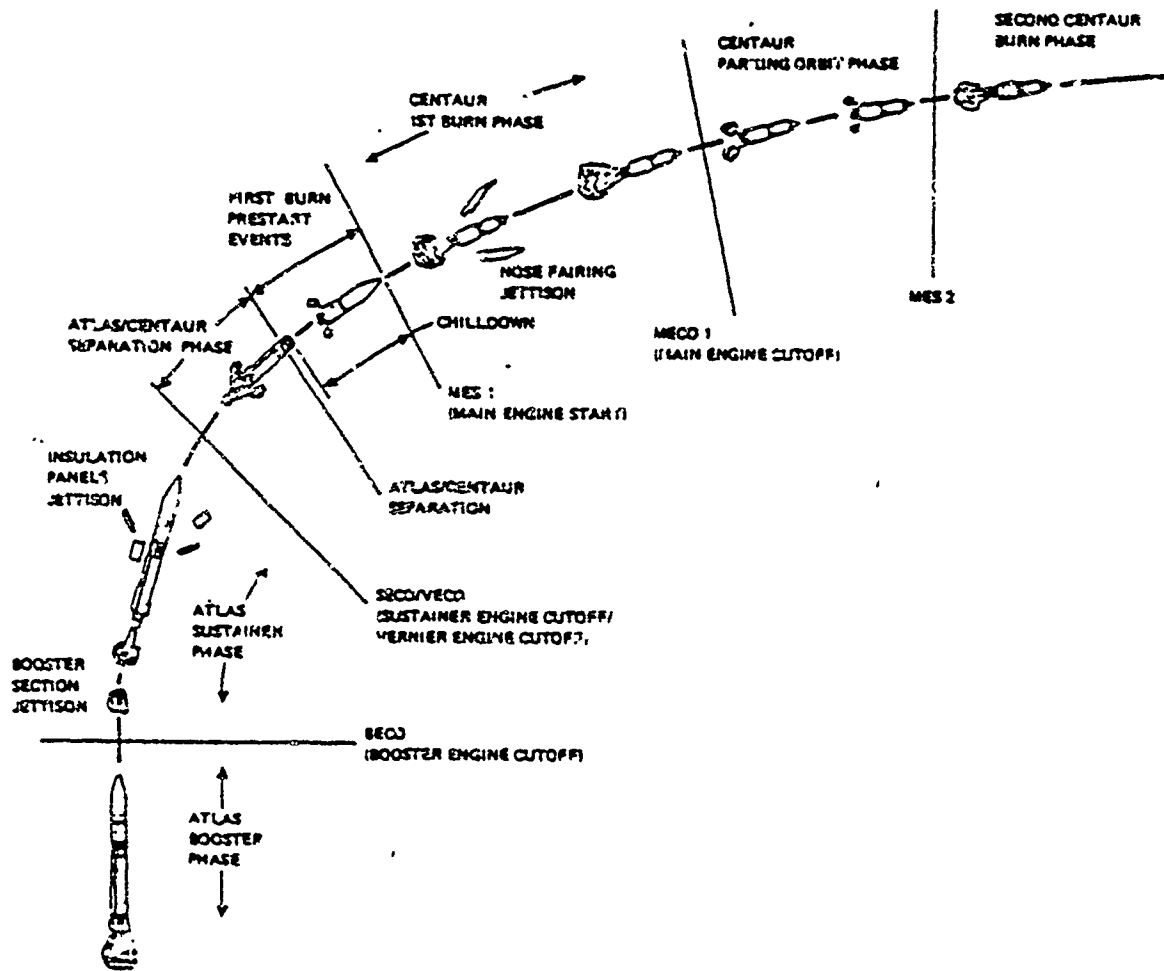 SECOND CENTAUR
BURN PHASE
CENTAUR
PARKING ORBIT PHASE
CENTAUR
1ST BURN PHASE
FIRST BURN
PRESTART
EVENTS
NOSE FAIRING
JETTISON
MES 2
ATLAS/CENTAUR
SEPARATION PHASE
CHILLDOWN
MECO 1
(MAIN ENGINE CUTOFF)
MES 1
(MAIN ENGINE START)
INSULATION
PANELS
JETTISON
ATLAS/CENTAUR
SEPARATION
SECO/VECO
(SUSTAINER ENGINE CUTOFF/
VERNIER ENGINE CUTOFF)
ATLAS
SUSTAINER
PHASE
BOOSTER
SECTION
JETTISON
BECO
(BOOSTER ENGINE CUTOFF)
ATLAS
BOOSTER
PHASE